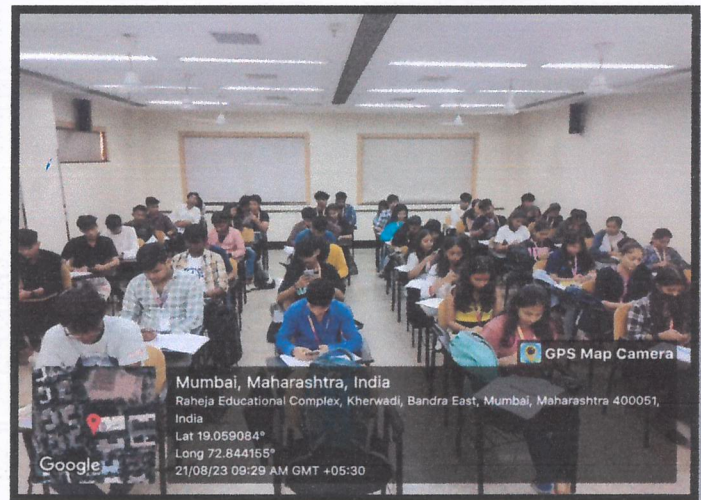 GPS Map Camera
Mumbai, Maharashtra, India
Raheja Educational Complex, Kherwadi, Bandra East, Mumbai, Maharashtra 400051,
India
Lat 19.059084°
Long 72.844155°
21/08/23 09:29 AM GMT +05:30
Google